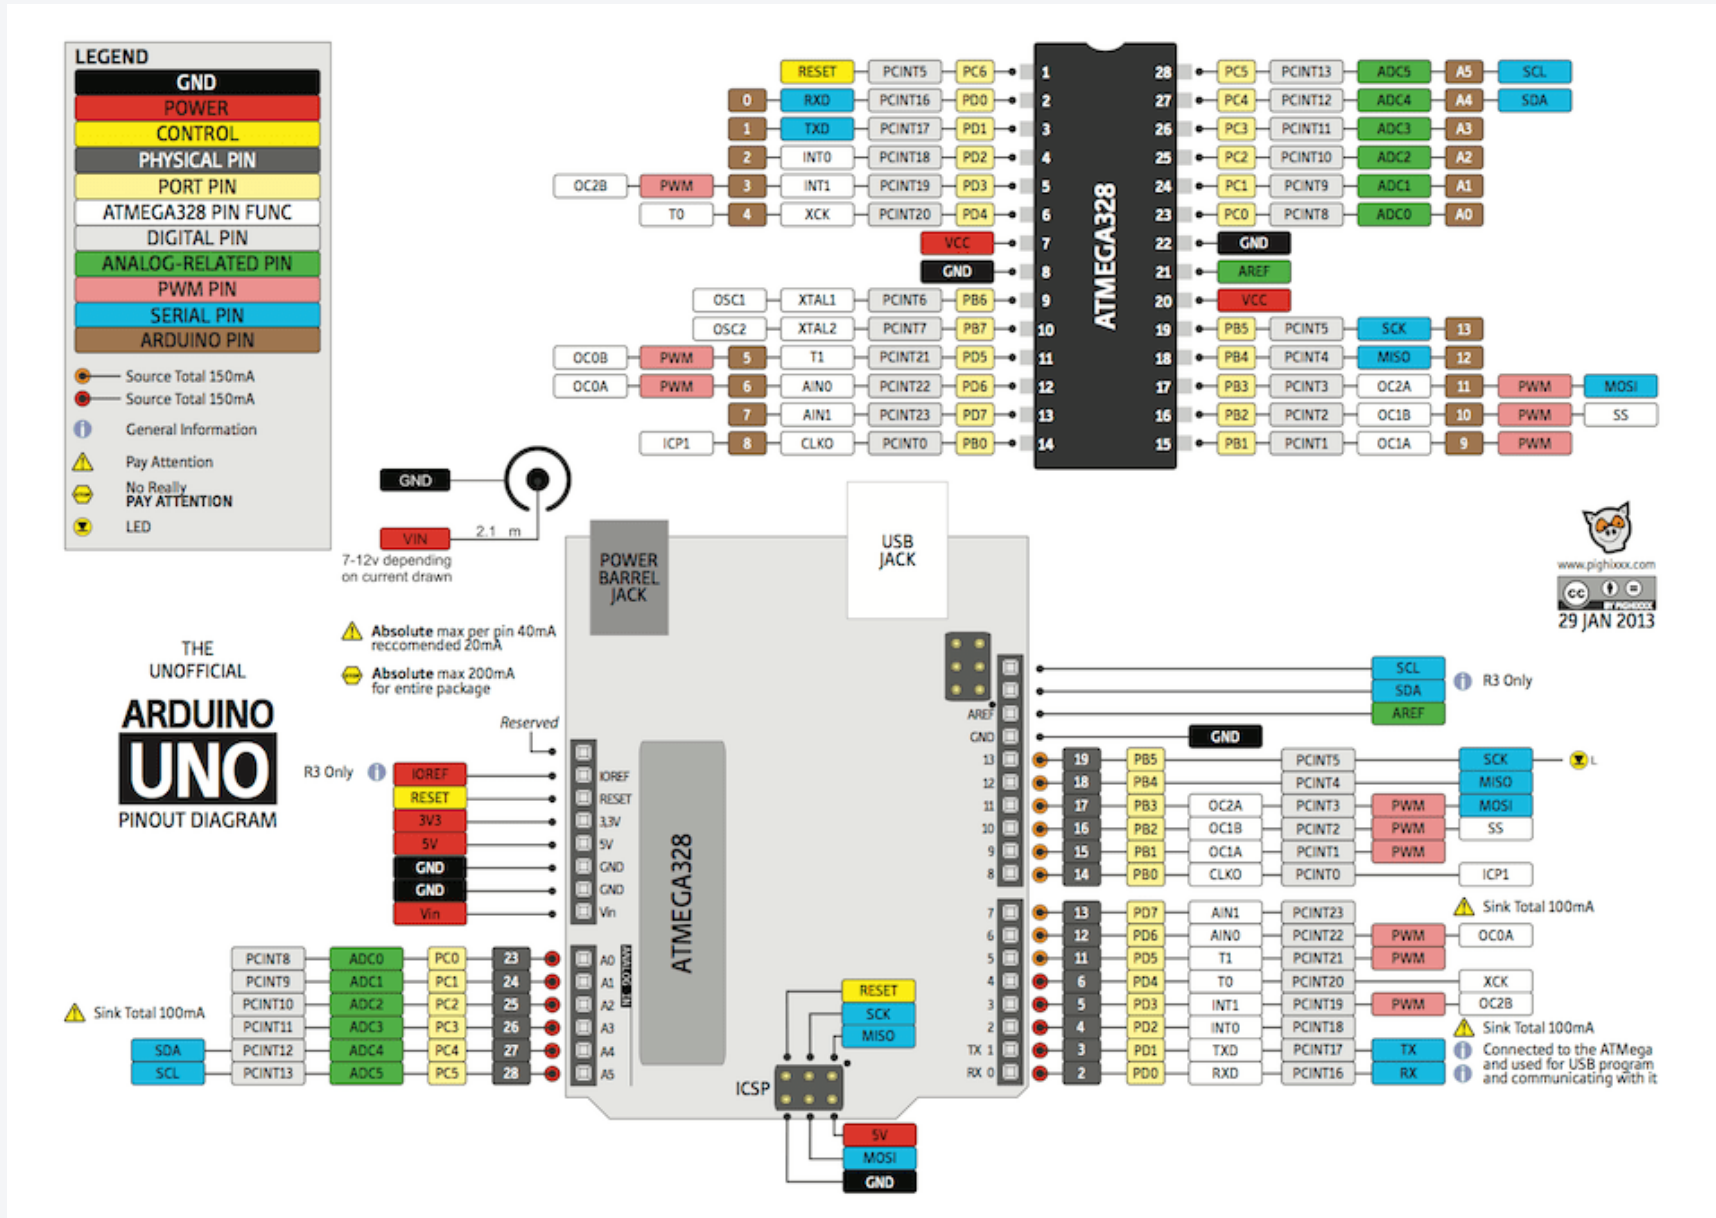 LEGEND
GND
POWER
CONTROL
PHYSICAL PIN
PORT PIN
ATMEGA328 PIN FUNC
DIGITAL PIN
ANALOG-RELATED PIN
PWM PIN
SERIAL PIN
ARDUINO PIN
Source Total 150mA
Source Total 150mA
General Information
Pay Attention
No Really
PAY ATTENTION
LED
RESET PCINT5 PC6 1
0 RXD PCINT16 PD0 2
1 TXD PCINT17 PD1 3
2 INT0 PCINT18 PD2 4
OC2B PWM 3 INT1 PCINT19 PD3 5
T0 4 XCK PCINT20 PD4 6
VCC 7
GND 8
OSC1 XTAL1 PCINT6 PB6 9
OSC2 XTAL2 PCINT7 PB7 10
OC0B PWM 5 T1 PCINT21 PD5 11
OC0A PWM 6 AIN0 PCINT22 PD6 12
7 AIN1 PCINT23 PD7 13
ICP1 8 CLKO PCINT0 PB0 14
ATMEGA328
28 PC5 PCINT13 ADC5 A5 SCL
27 PC4 PCINT12 ADC4 A4 SDA
26 PC3 PCINT11 ADC3 A3
25 PC2 PCINT10 ADC2 A2
24 PC1 PCINT9 ADC1 A1
23 PC0 PCINT8 ADC0 A0
22 GND
21 AREF
20 VCC
19 PB5 PCINT5 SCK 13
18 PB4 PCINT4 MISO 12
17 PB3 PCINT3 OC2A 11 PWM MOSI
16 PB2 PCINT2 OC1B 10 PWM SS
15 PB1 PCINT1 OC1A 9 PWM
GND
VIN
2.1 m
7-12v depending
on current drawn
POWER
BARREL
JACK
USB
JACK
www.pighixxx.com
cc
BY PIGHIXXX
29 JAN 2013
Absolute max per pin 40mA
reccomended 20mA
Absolute max 200mA
for entire package
THE
UNOFFICIAL
ARDUINO
UNO
PINOUT DIAGRAM
Reserved
R3 Only IOREF IOREF
RESET RESET
3V3 3,3V
5V 5V
GND GND
GND GND
Vin Vin
PCINT8 ADC0 PC0 23 A0
PCINT9 ADC1 PC1 24 A1
PCINT10 ADC2 PC2 25 A2
Sink Total 100mA
PCINT11 ADC3 PC3 26 A3
SDA PCINT12 ADC4 PC4 27 A4
SCL PCINT13 ADC5 PC5 28 A5
ANALOG IN
ATMEGA328
RESET
SCK
MISO
ICSP
5V
MOSI
GND
SCL
SDA
R3 Only
AREF AREF
GND GND
13 19 PB5 PCINT5 SCK L
12 18 PB4 PCINT4 MISO
11 17 PB3 OC2A PCINT3 PWM MOSI
10 16 PB2 OC1B PCINT2 PWM SS
9 15 PB1 OC1A PCINT1 PWM
8 14 PB0 CLKO PCINT0 ICP1
7 13 PD7 AIN1 PCINT23 Sink Total 100mA
6 12 PD6 AIN0 PCINT22 PWM OC0A
5 11 PD5 T1 PCINT21 PWM
4 6 PD4 T0 PCINT20 XCK
3 5 PD3 INT1 PCINT19 PWM OC2B
2 4 PD2 INT0 PCINT18 Sink Total 100mA
TX 1 3 PD1 TXD PCINT17 TX
RX 0 2 PD0 RXD PCINT16 RX
Connected to the ATMega
and used for USB program
and communicating with it